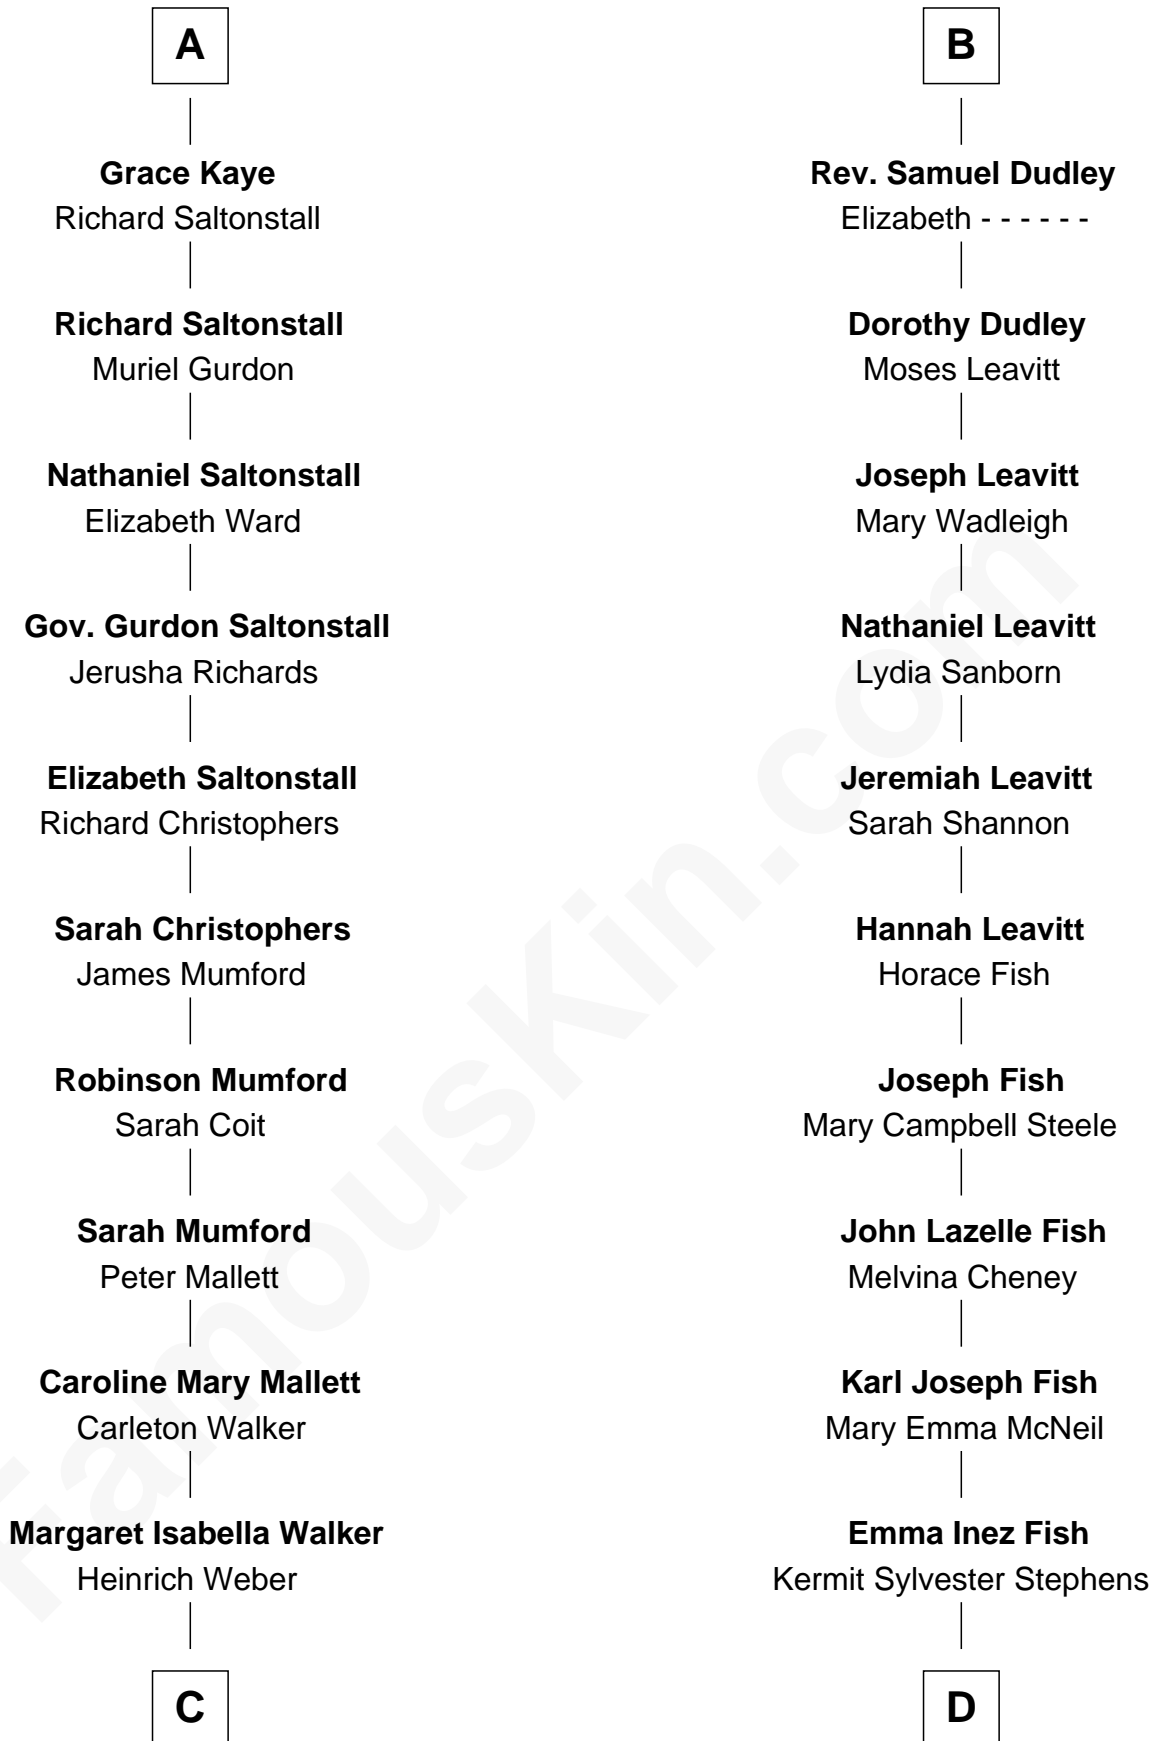 A
Grace Kaye
Richard Saltonstall
Richard Saltonstall
Muriel Gurdon
Nathaniel Saltonstall
Elizabeth Ward
Gov. Gurdon Saltonstall
Jerusha Richards
Elizabeth Saltonstall
Richard Christophers
Sarah Christophers
James Mumford
Robinson Mumford
Sarah Coit
Sarah Mumford
Peter Mallett
Caroline Mary Mallett
Carleton Walker
Margaret Isabella Walker
Heinrich Weber
C
B
Rev. Samuel Dudley
Elizabeth - - - - - -
Dorothy Dudley
Moses Leavitt
Joseph Leavitt
Mary Wadleigh
Nathaniel Leavitt
Lydia Sanborn
Jeremiah Leavitt
Sarah Shannon
Hannah Leavitt
Horace Fish
Joseph Fish
Mary Campbell Steele
John Lazelle Fish
Melvina Cheney
Karl Joseph Fish
Mary Emma McNeil
Emma Inez Fish
Kermit Sylvester Stephens
D
FamousKin.com